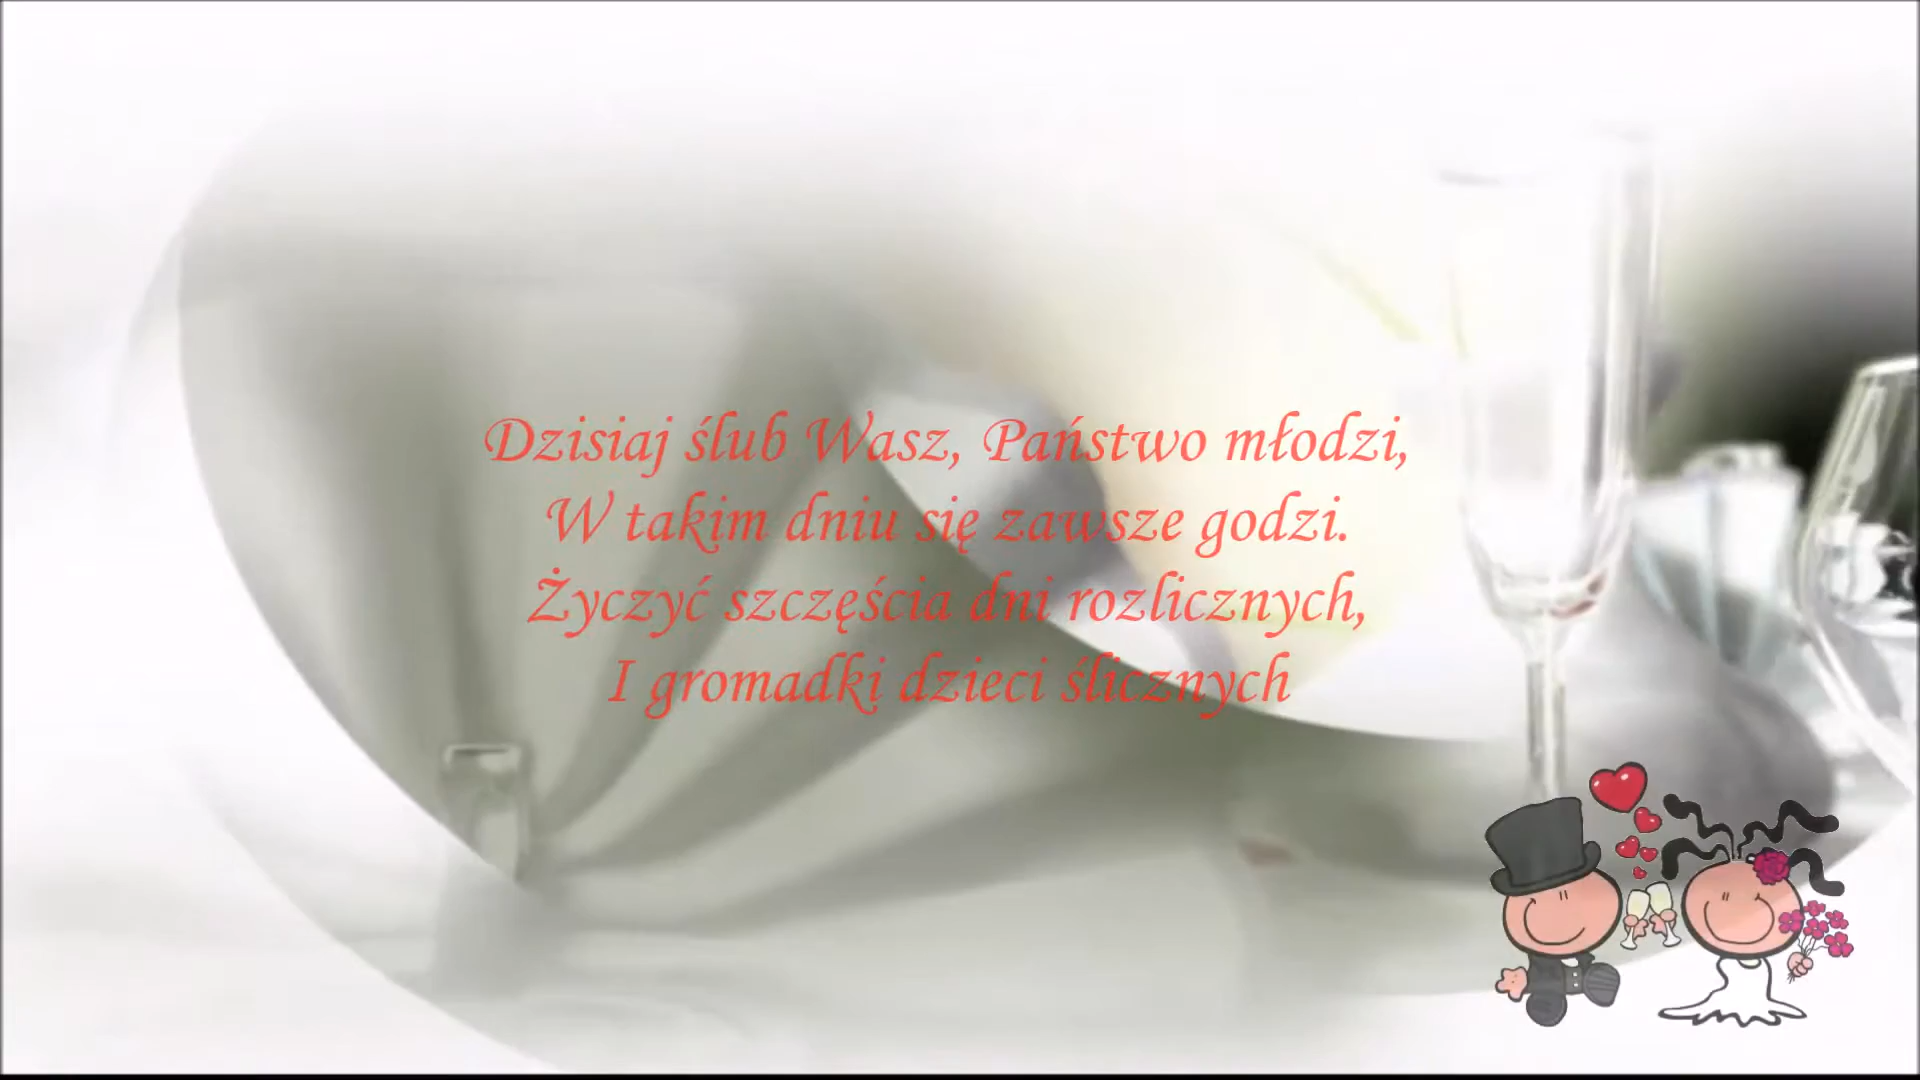 Dzisiaj ślub Wasz, Państwo młodzi,
W takim dniu się zawsze godzi.
Życzyć szczęścia dni rozlicznych,
I gromadki dzieci ślicznych